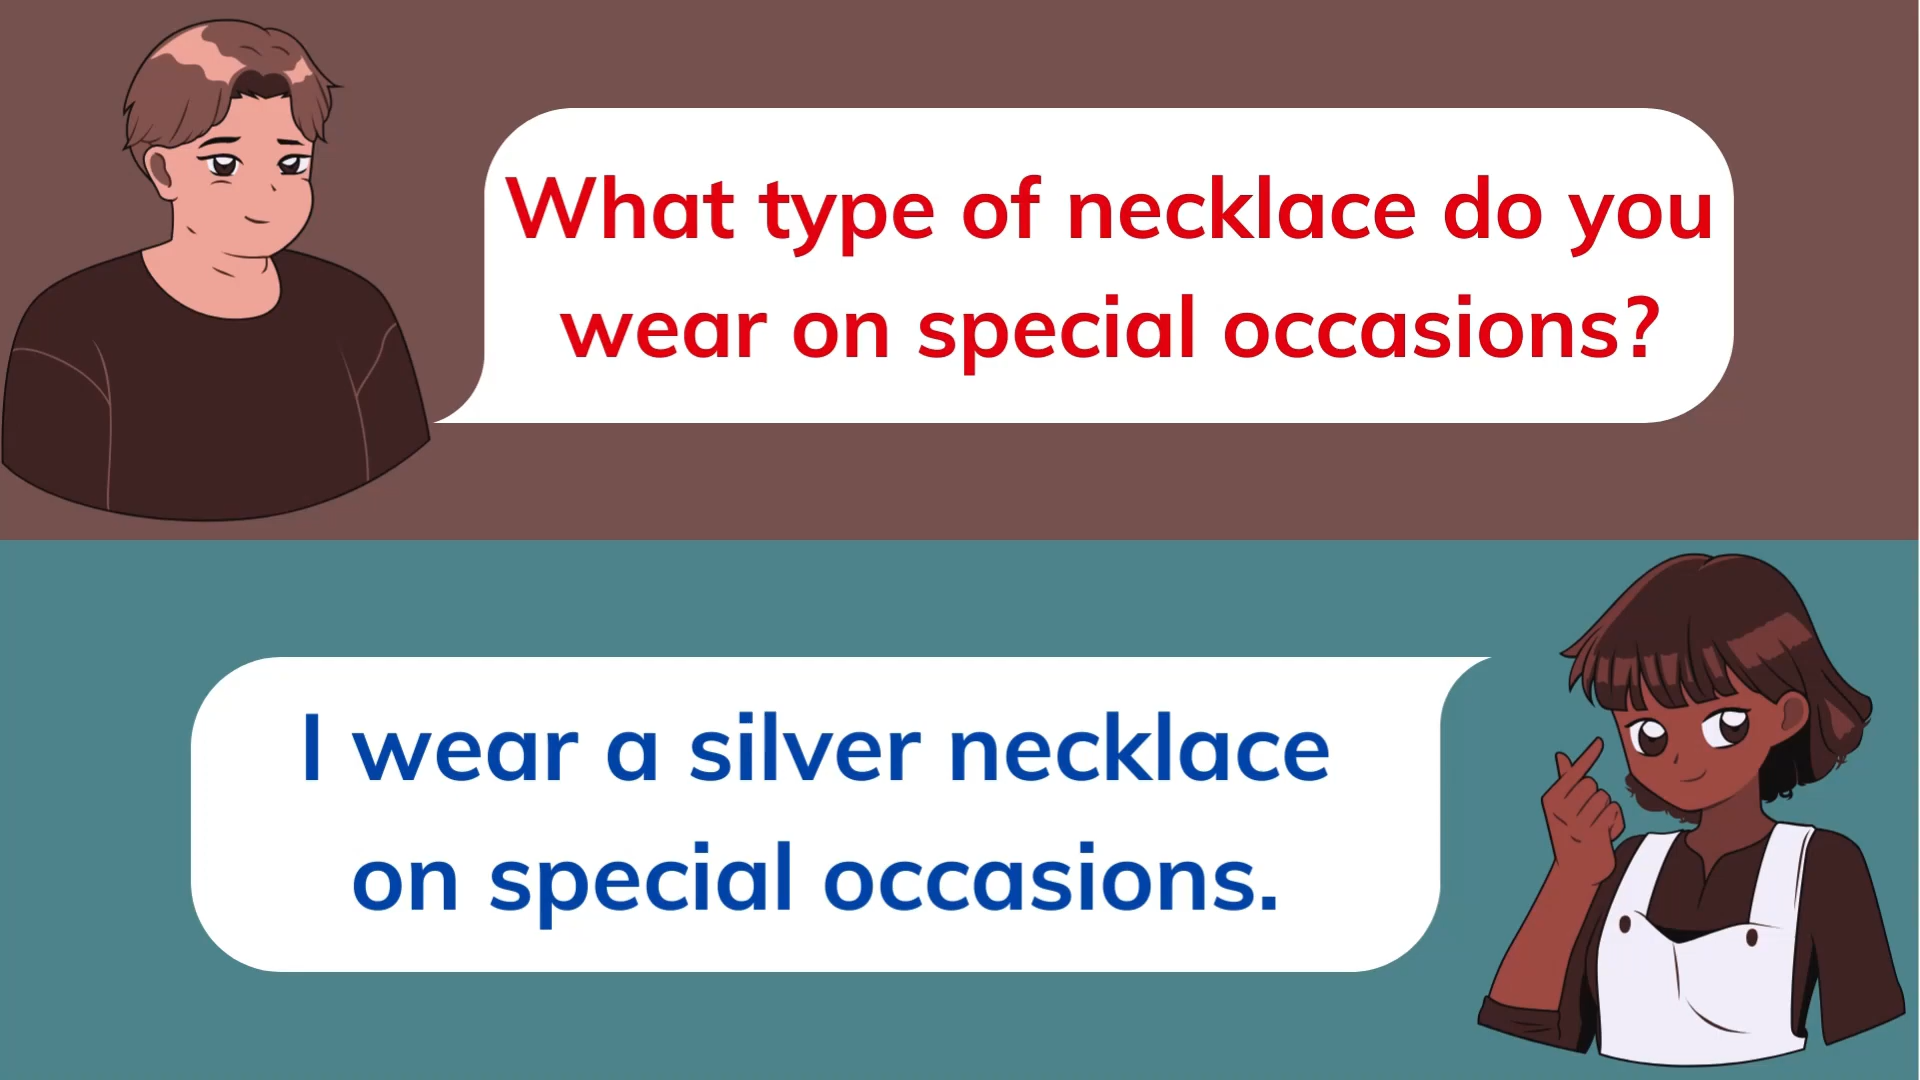 What type of necklace do you
wear on special occasions?
I wear a silver necklace
on special occasions.